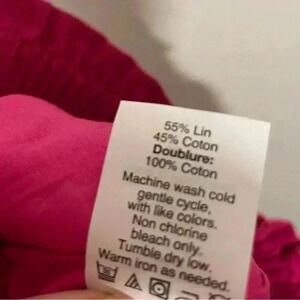 55% Lin
45% Coton
Doublure:
100% Coton
Machine wash cold
gentle cycle,
with like colors.
Non chlorine
bleach only.
Tumble dry low.
Warm iron as needed.